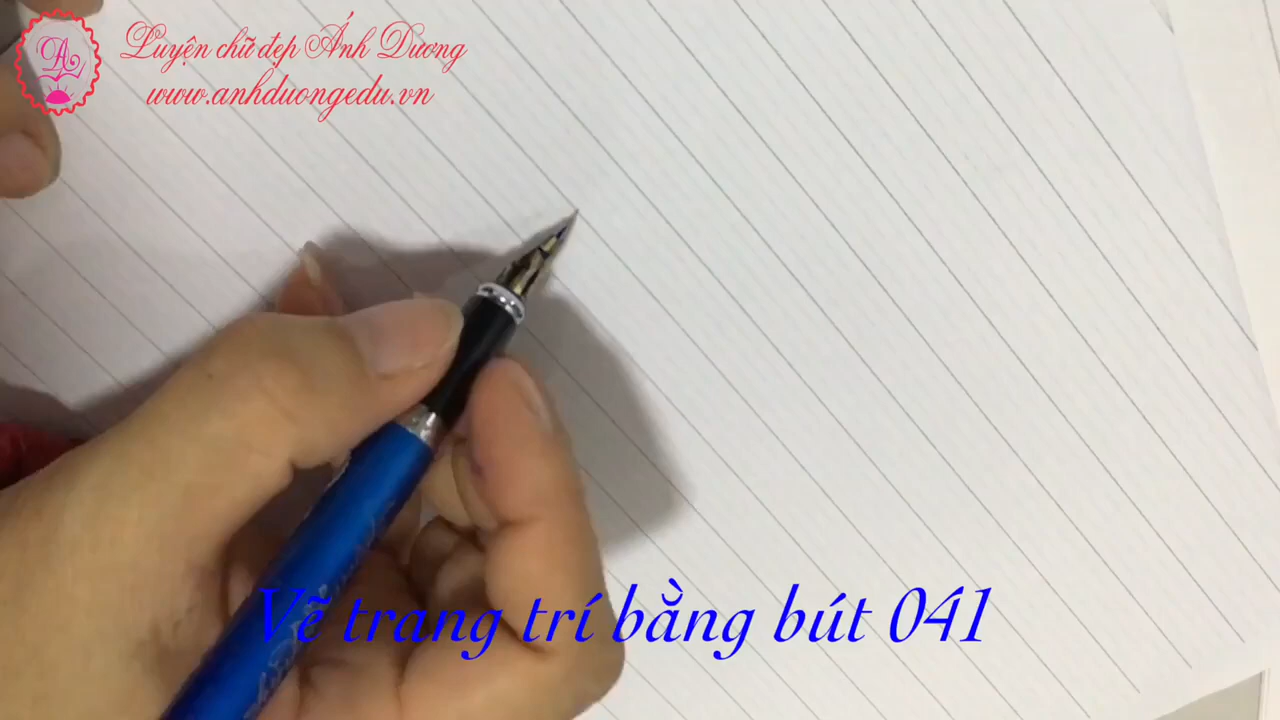 Luyện chữ đẹp Ánh Dương
www.anhduongedu.vn
Vẽ trang trí bằng bút 041